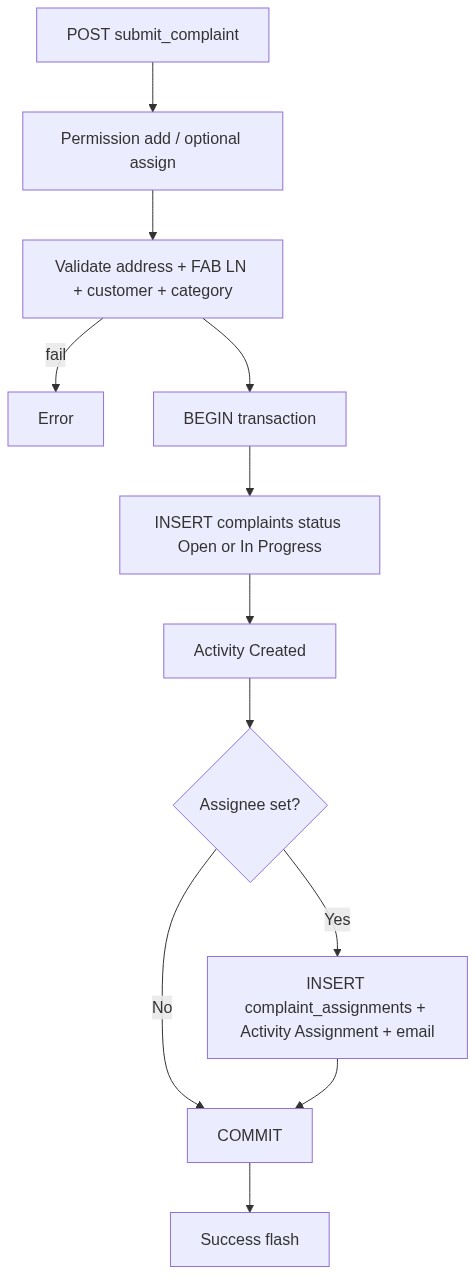 POST submit_complaint
Permission add / optional
assign
Validate address + FAB LN
+ customer + category
fail
Error
BEGIN transaction
INSERT complaints status
Open or In Progress
Activity Created
Assignee set?
Yes
INSERT
complaint_assignments +
Activity Assignment + email
No
COMMIT
Success flash